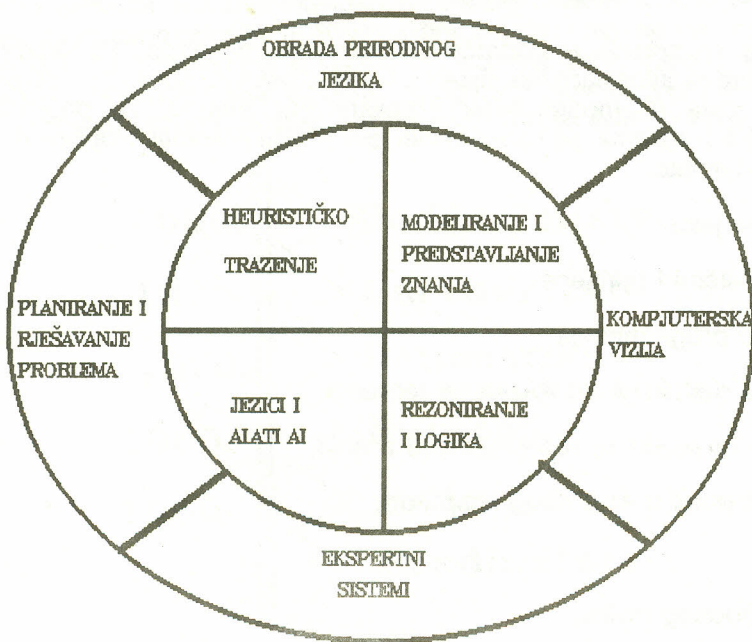 OBRADA PRIRODNOG
JEZIKA
HEURISTIČKO
TRAZENJE
MODELIRANJE I
PREDSTAVLJANJE
ZNANJA
PLANIRANJE I
RJEŠAVANJE
PROBLEMA
KOMPJUTERSKA
VIZIJA
JEZICI I
ALATI AI
REZONIRANJE
I LOGIKA
EKSPERTNI
SISTEMI